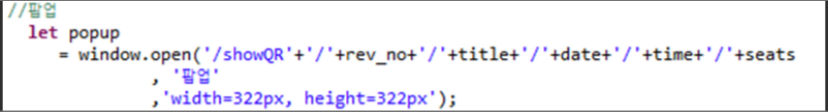 //팝업
let popup
= window.open('/showQR'+'/'+rev_no+'/'+title+'/'+date+'/'+time+'/'+seats
, '팝업'
,'width=322px, height=322px');